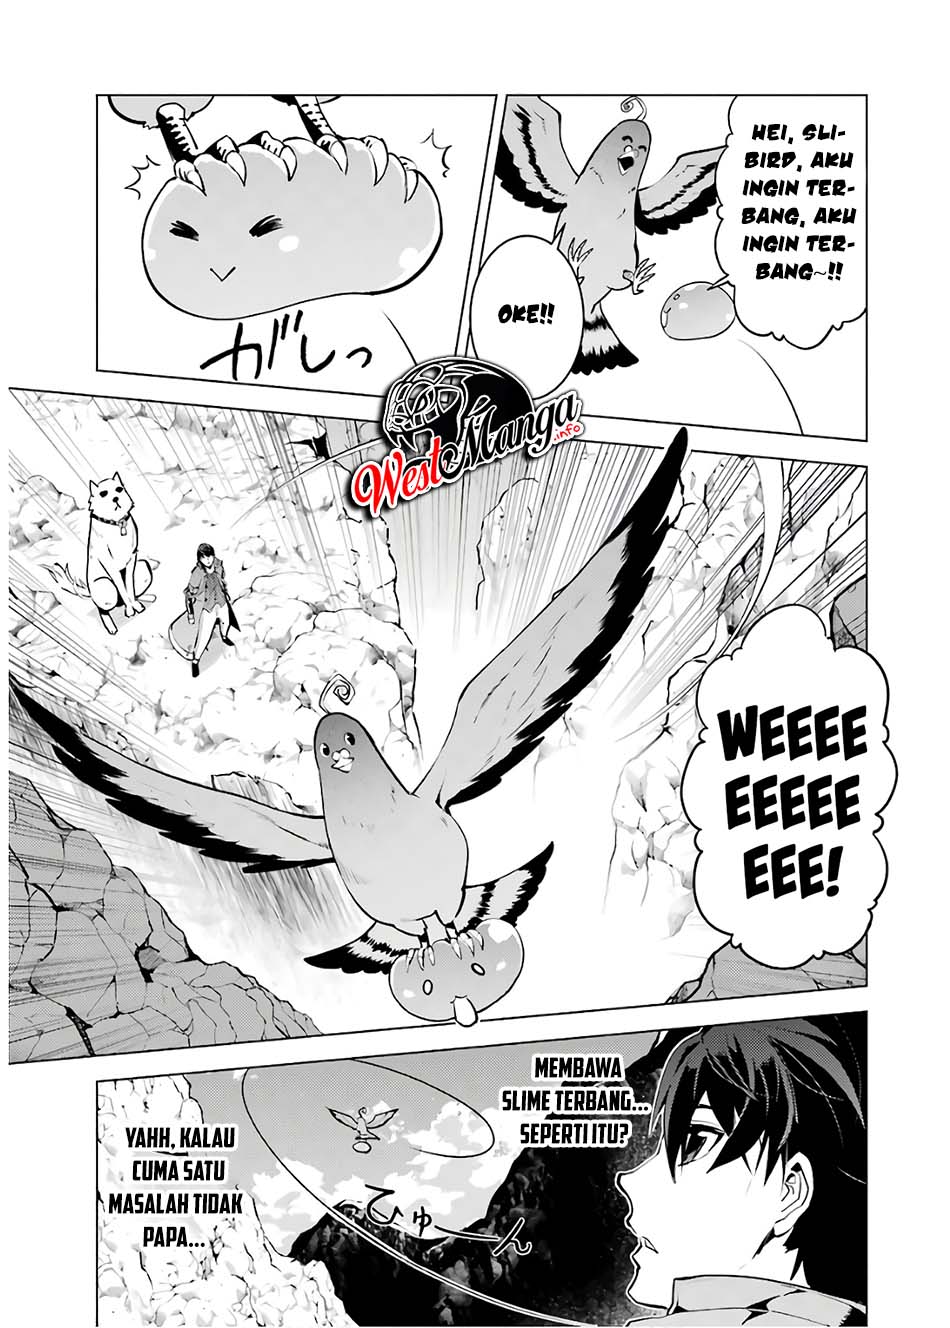 HEI, SLI-
BIRD, AKU
INGIN TER-
BANG, AKU
INGIN TER-
BANG~!!
OKE!!
ガシっ
WestManga
.info
WEEEE
EEEEE
EEE!
MEMBAWA
SLIME TERBANG...
SEPERTI ITU?
YAHH, KALAU
CUMA SATU
MASALAH TIDAK
PAPA...
ひゅーん